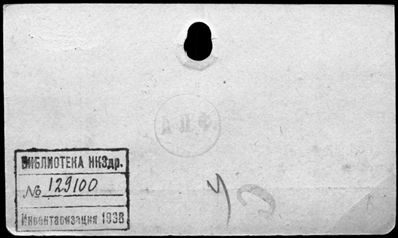 БИБЛИОТЕКА НКЗдр.
№ 129100
Инвентаризация 1938